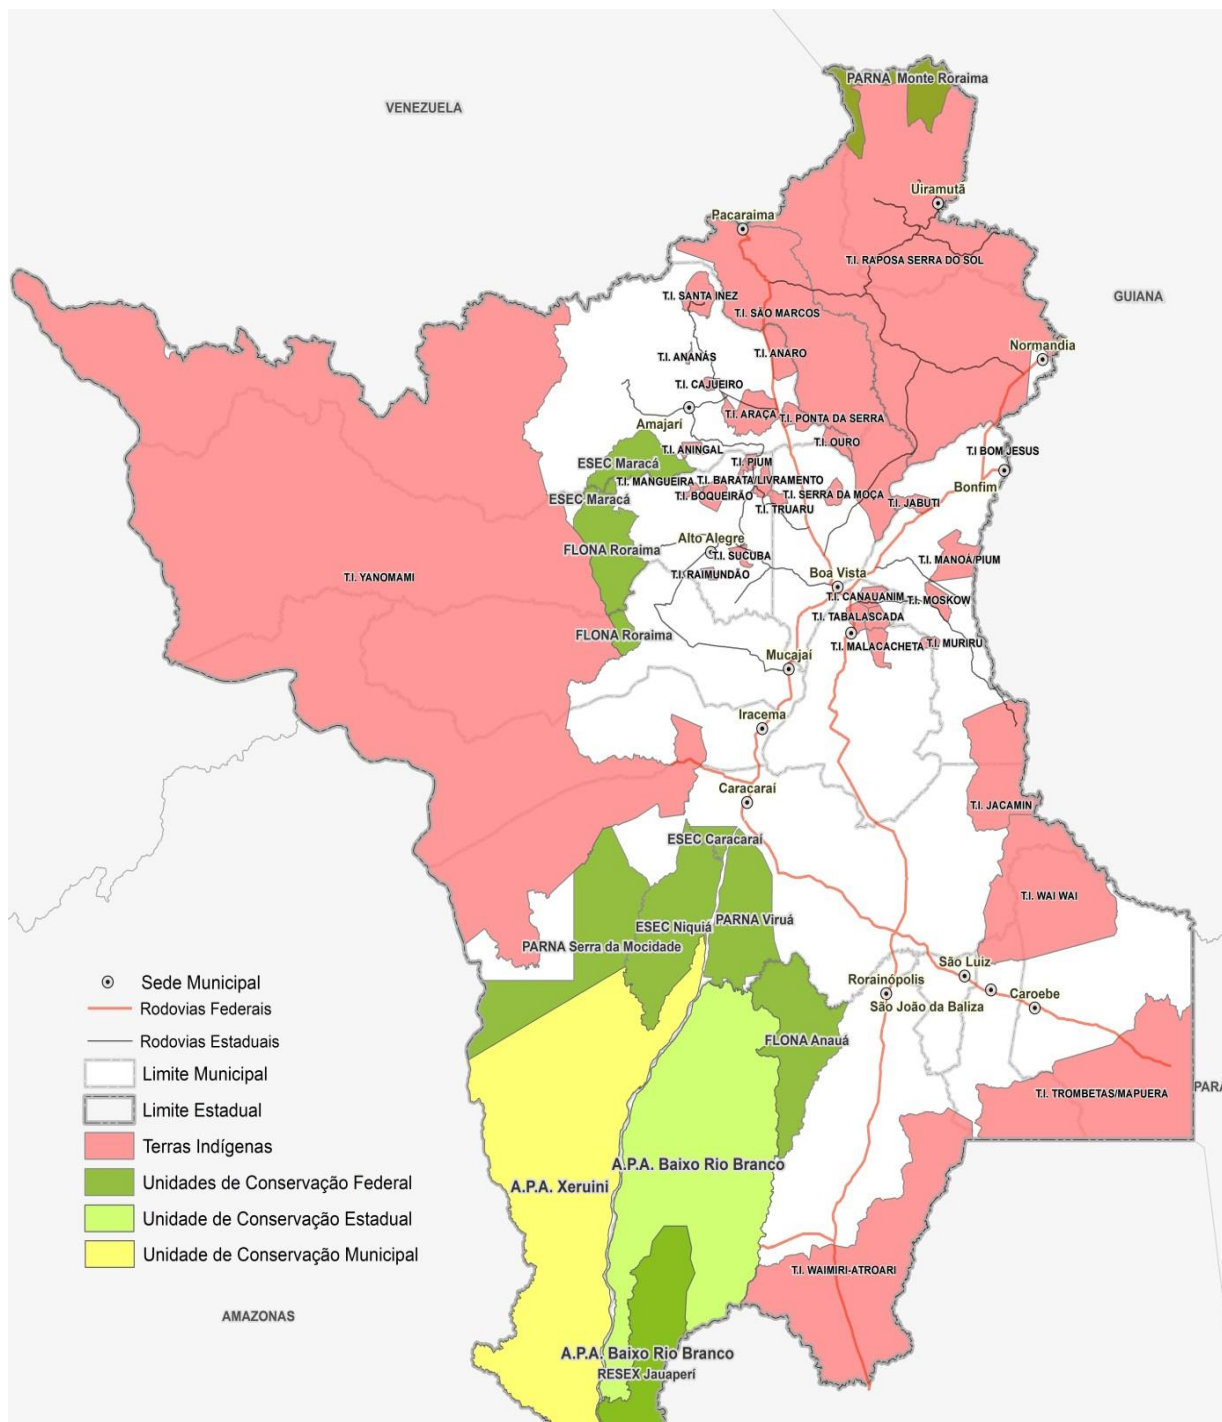 PARNA Monte Roraima
VENEZUELA
Uiramutã
Pacaraima
T.I. RAPOSA SERRA DO SOL
GUIANA
T.I. SANTA INEZ
T.I. SÃO MARCOS
Normandia
T.I. ANANÁS
T.I. ANARO
T.I. CAJUEIRO
T.I. ARAÇA
T.I. PONTA DA SERRA
Amajarí
T.I. OURO
T.I. ANINGAL
T.I BOM JESUS
ESEC Maracá
T.I. PIUM
T.I. MANGUEIRA
T.I. BARATA/LIVRAMENTO
Bonfim
ESEC Maracá
T.I. BOQUEIRÃO
T.I. SERRA DA MOÇA
T.I. JABUTI
T.I. TRUARU
Alto Alegre
FLONA Roraima
T.I. SUCUBA
T.I. MANOÁ/PIUM
T.I. YANOMAMI
T.I. RAIMUNDÃO
Boa Vista
T.I. CANAUANIM
T.I. MOSKOW
T.I. TABALASCADA
FLONA Roraima
T.I. MALACACHETA
T.I. MURIRU
Mucajaí
Iracema
Caracaraí
T.I. JACAMIN
ESEC Caracaraí
T.I. WAI WAI
PARNA Viruá
ESEC Niquiá
PARNA Serra da Mocidade
São Luiz
Rorainópolis
Caroebe
São João da Baliza
FLONA Anauá
PARÁ
T.I. TROMBETAS/MAPUERA
A.P.A. Baixo Rio Branco
A.P.A. Xeruini
T.I. WAIMIRI-ATROARI
AMAZONAS
A.P.A. Baixo Rio Branco
RESEX Jauaperí
Sede Municipal
Rodovias Federais
Rodovias Estaduais
Limite Municipal
Limite Estadual
Terras Indígenas
Unidades de Conservação Federal
Unidade de Conservação Estadual
Unidade de Conservação Municipal